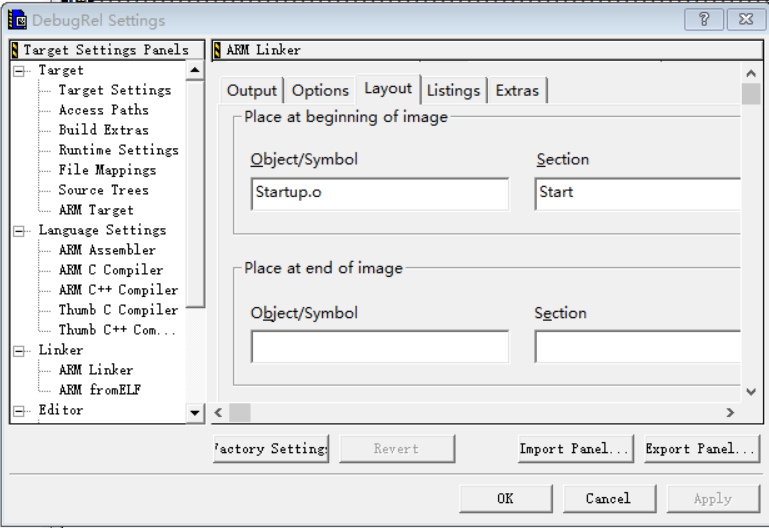 DebugRel Settings
Target Settings Panels
Target
Target Settings
Access Paths
Build Extras
Runtime Settings
File Mappings
Source Trees
ARM Target
Language Settings
ARM Assembler
ARM C Compiler
ARM C++ Compiler
Thumb C Compiler
Thumb C++ Com...
Linker
ARM Linker
ARM fromELF
Editor
ARM Linker
Output Options Layout Listings Extras
Place at beginning of image
Object/Symbol Section
Startup.o Start
Place at end of image
Object/Symbol Section
Factory Settings Revert Import Panel... Export Panel...
OK Cancel Apply